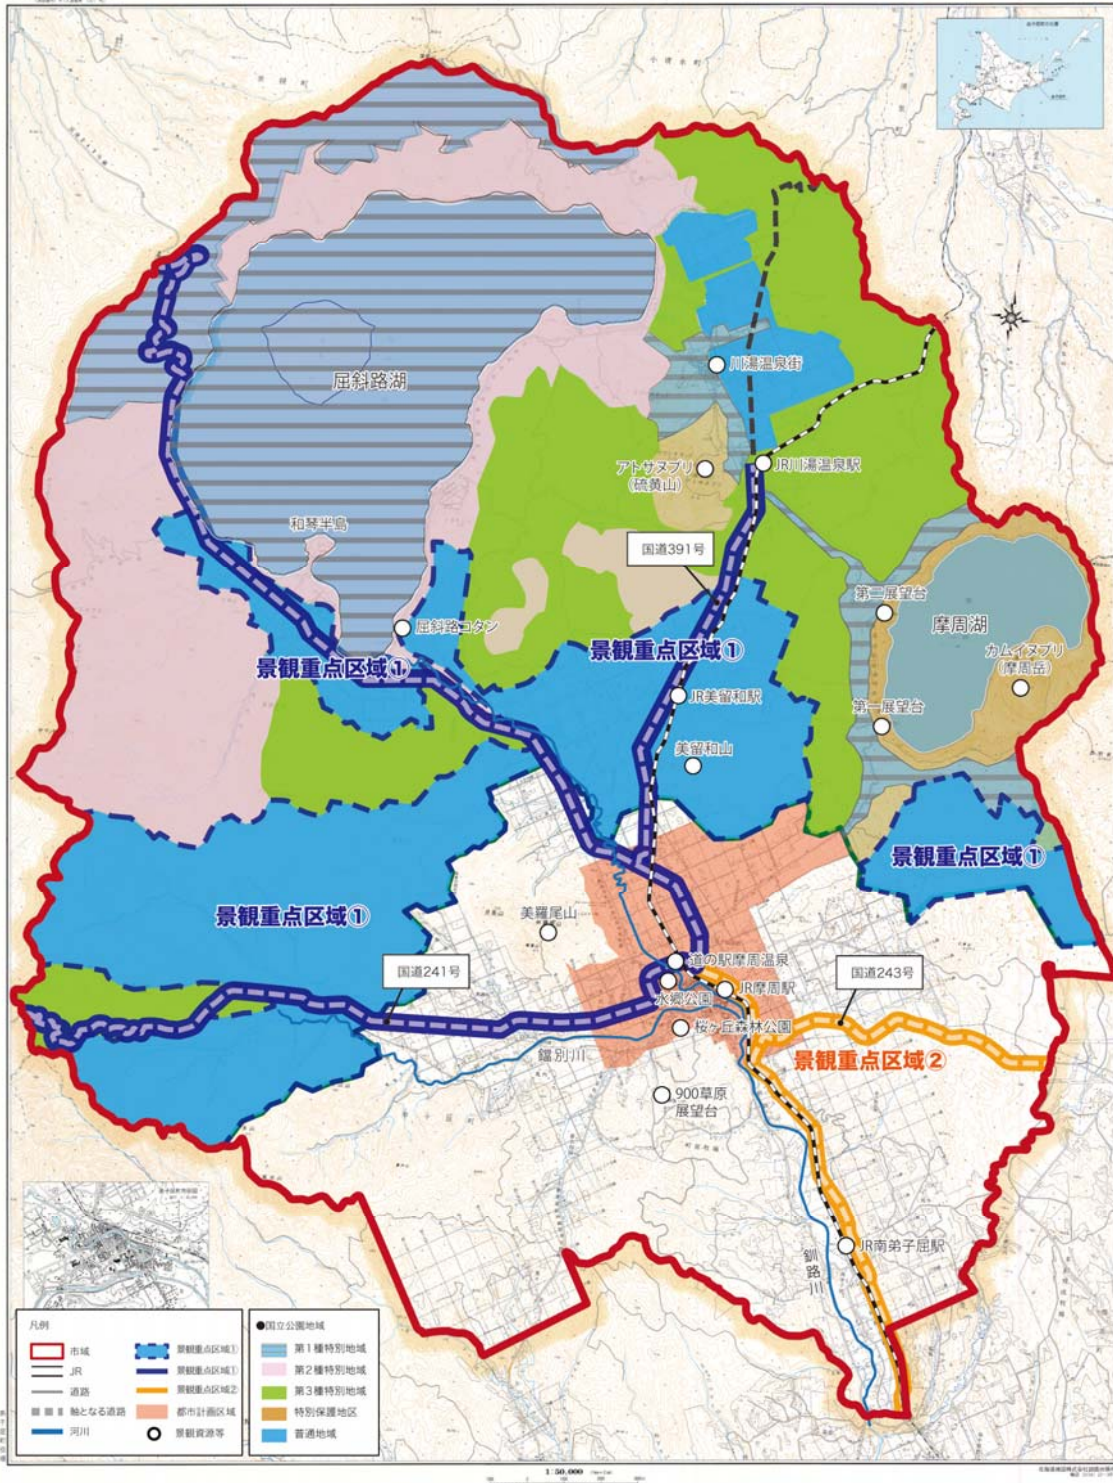 屈斜路湖
川湯温泉街
アトサヌプリ
(硫黄山)
JR川湯温泉駅
和琴半島
国道391号
屈斜路コタン
景観重点区域①
景観重点区域①
第二展望台
摩周湖
カムイヌプリ
(摩周岳)
JR美留和駅
第一展望台
美留和山
景観重点区域①
景観重点区域①
美羅尾山
国道241号
道の駅摩周温泉
国道243号
水郷公園
JR摩周駅
桜ヶ丘森林公園
鐺別川
景観重点区域②
900草原
展望台
JR南弟子屈駅
釧路川
凡例
市域
JR
道路
軸となる道路
河川
景観重点区域①
景観重点区域①
景観重点区域②
都市計画区域
景観資源等
●国立公園地域
第1種特別地域
第2種特別地域
第3種特別地域
特別保護地区
普通地域
1:50,000